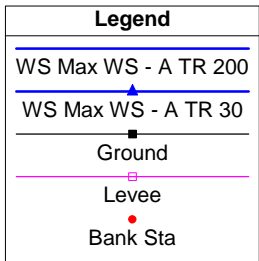 Legend
WS Max WS - A TR 200
WS Max WS - A TR 30
Ground
Levee
Bank Sta